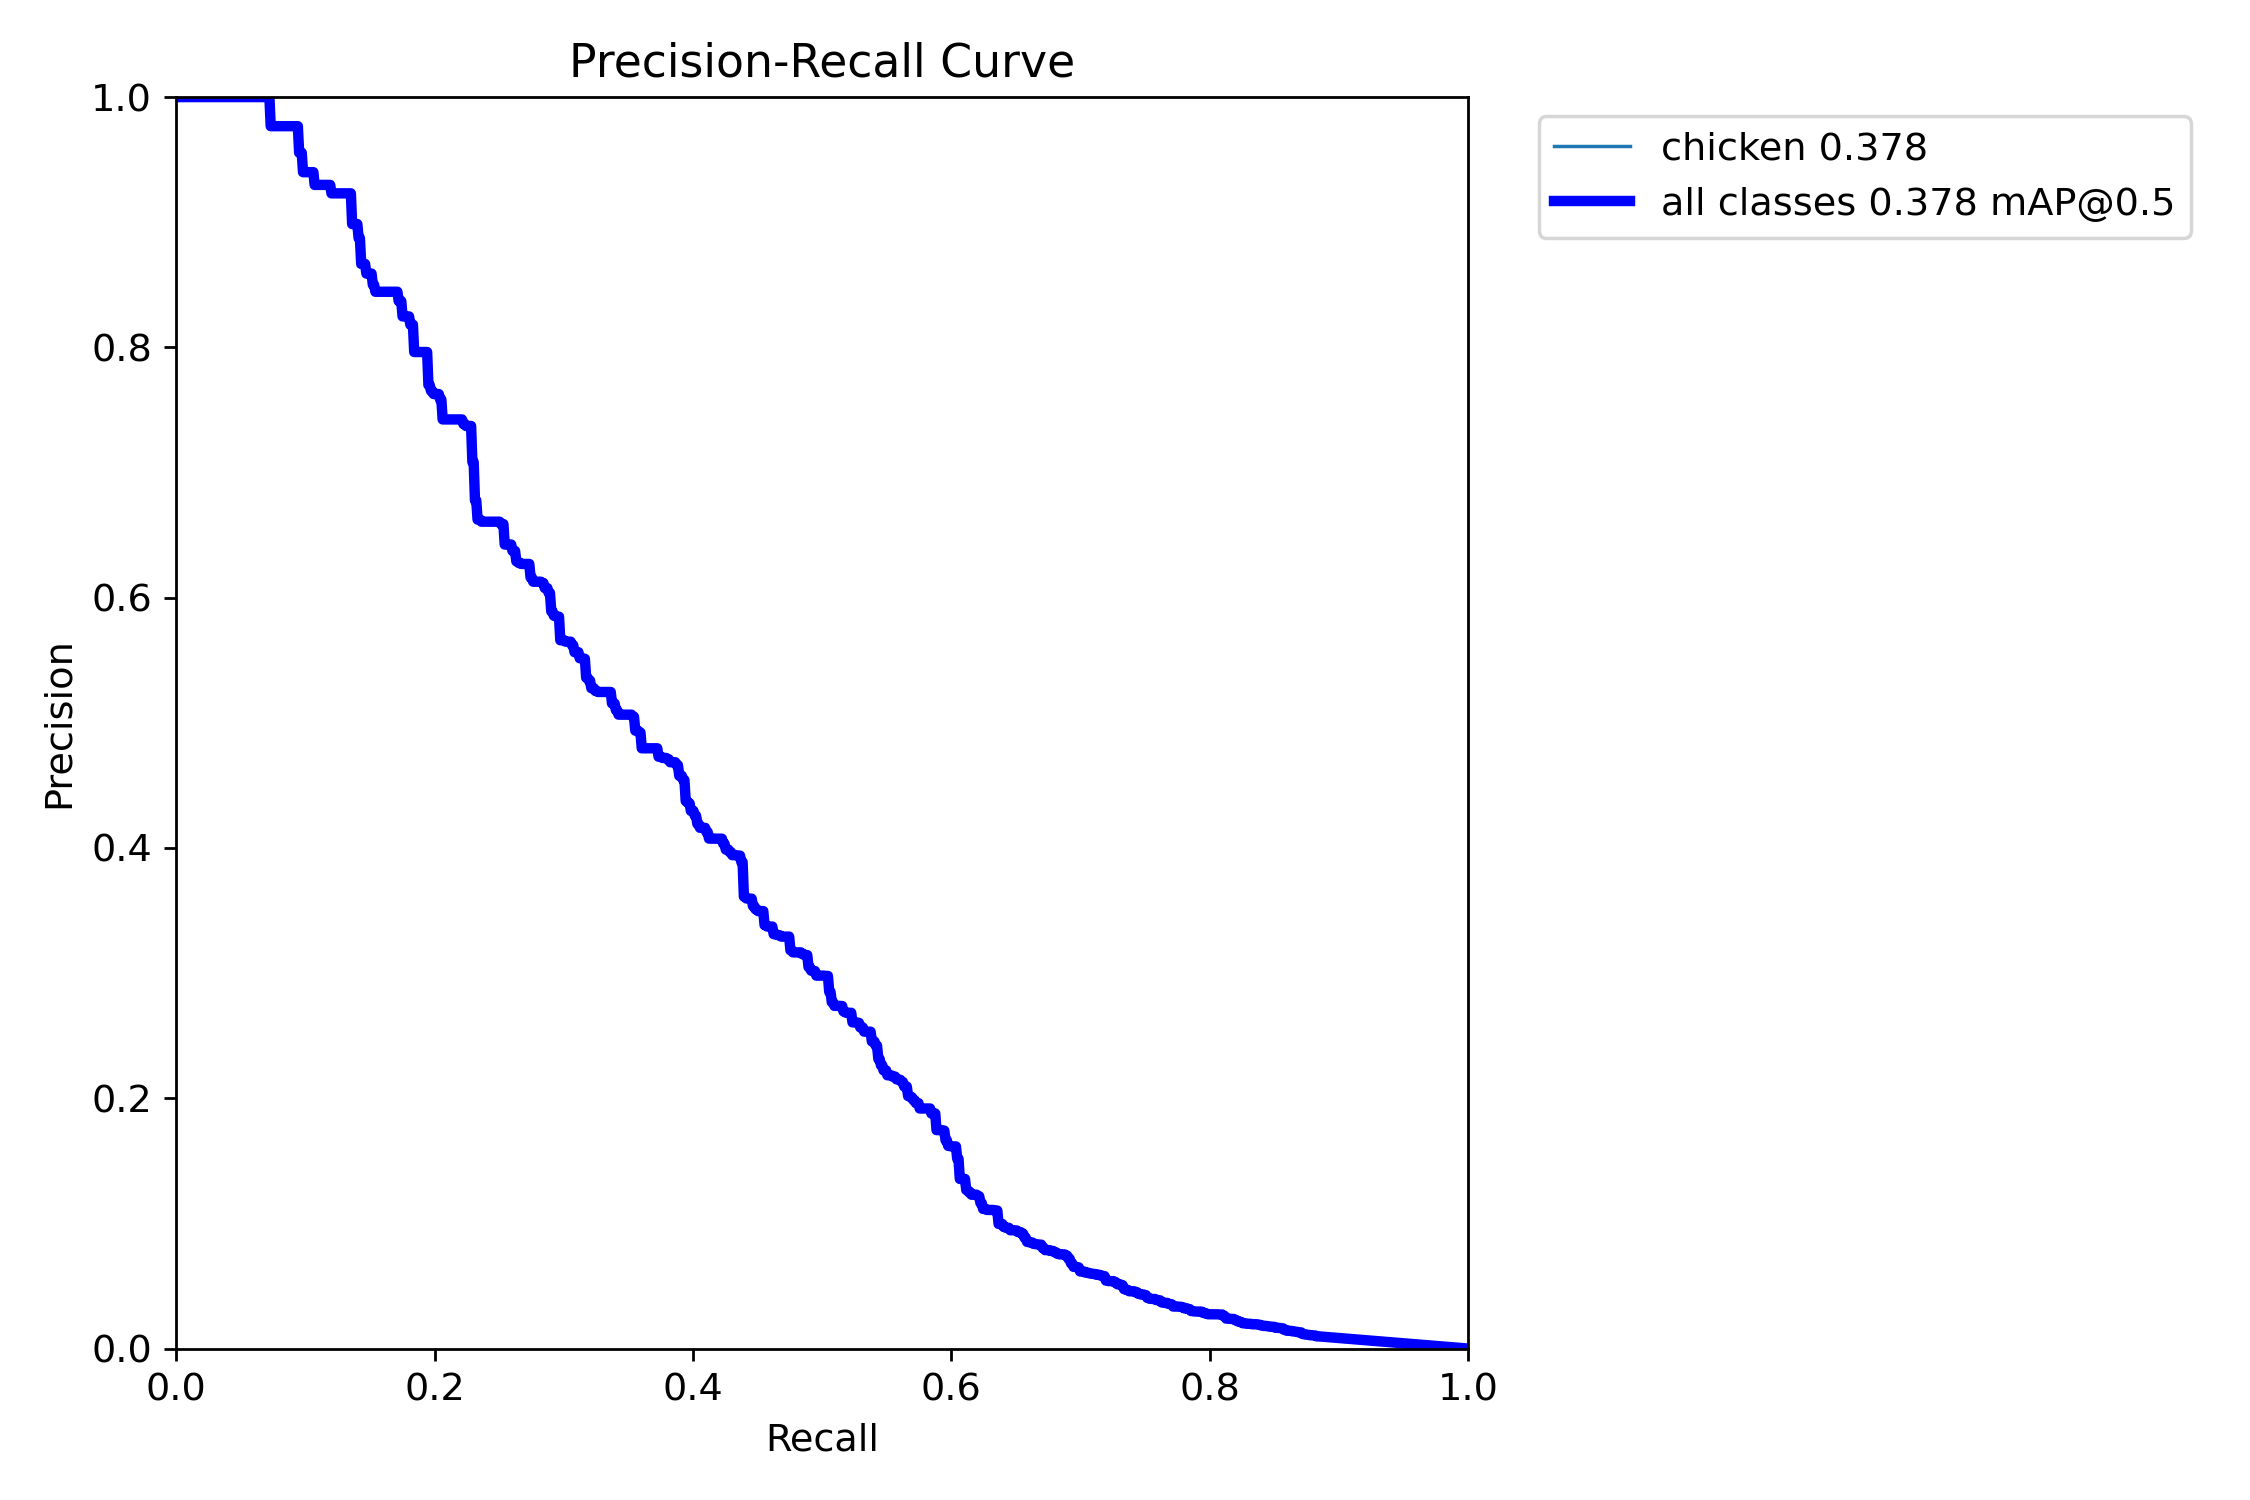 Precision-Recall Curve
1.0
0.8
0.6
0.4
0.2
0.0
Precision
0.0 0.2 0.4 0.6 0.8 1.0
Recall
chicken 0.378
all classes 0.378 mAP@0.5